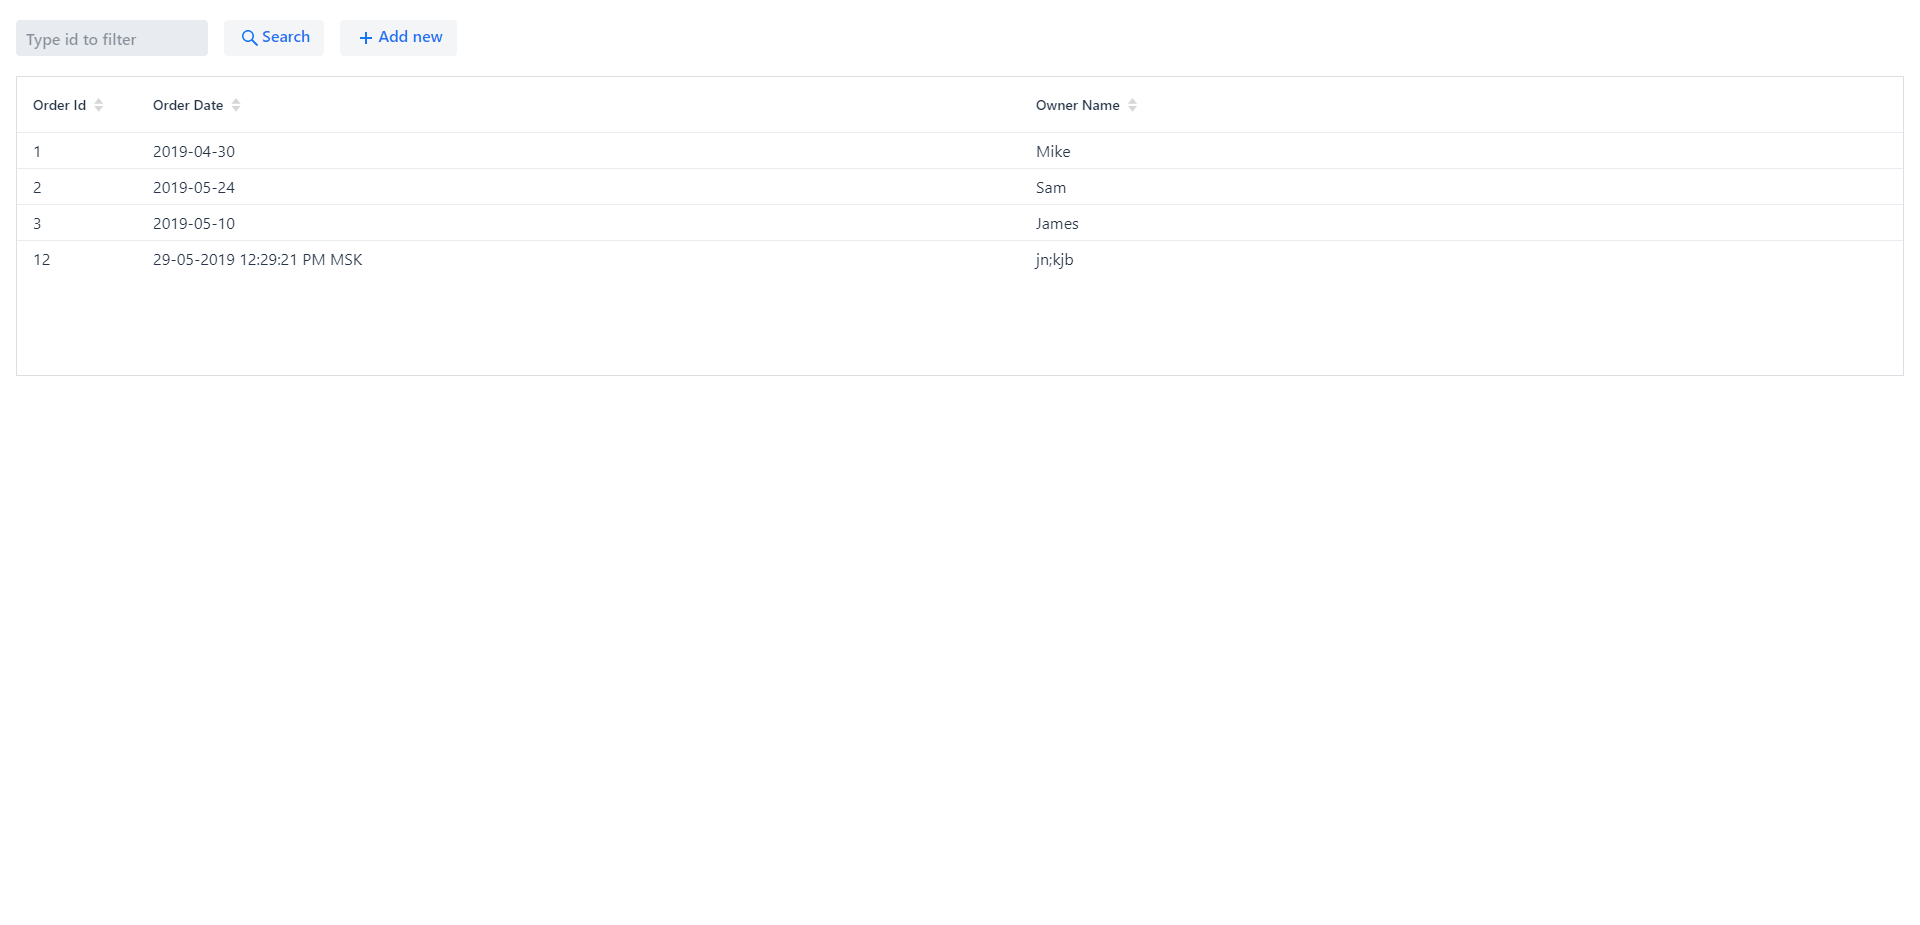 Type id to filter Search Add new
Order Id Order Date Owner Name
1 2019-04-30 Mike
2 2019-05-24 Sam
3 2019-05-10 James
12 29-05-2019 12:29:21 PM MSK jn;kjb